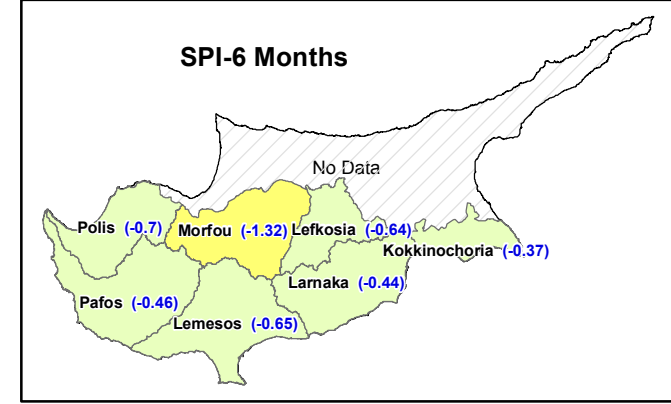 SPI-6 Months
No Data
Polis (-0.7)
Morfou (-1.32)
Lefkosia (-0.64)
Kokkinochoria (-0.37)
Larnaka (-0.44)
Pafos (-0.46)
Lemesos (-0.65)